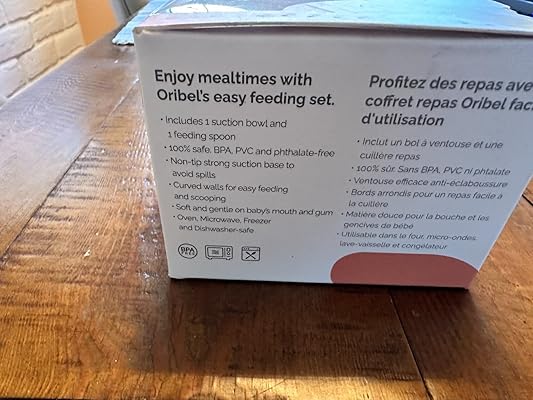 Enjoy mealtimes with
Oribel's easy feeding set.
• Includes 1 suction bowl and
1 feeding spoon
• 100% safe, BPA, PVC and phthalate-free
• Non-tip strong suction base to
avoid spills
• Curved walls for easy feeding
and scooping
• Soft and gentle on baby's mouth and gum
• Oven, Microwave, Freezer
and Dishwasher-safe
BPA
FREE
Profitez des repas ave
coffret repas Oribel faci
d'utilisation
• Inclut un bol à ventouse et une
cuillère repas
• 100% sûr. Sans BPA, PVC ni phtalate
• Ventouse efficace anti-éclaboussure
• Bords arrondis pour un repas facile à
la cuillère
• Matière douce pour la bouche et les
gencives de bébé
• Utilisable dans le four, micro-ondes,
lave-vaisselle et congélateur